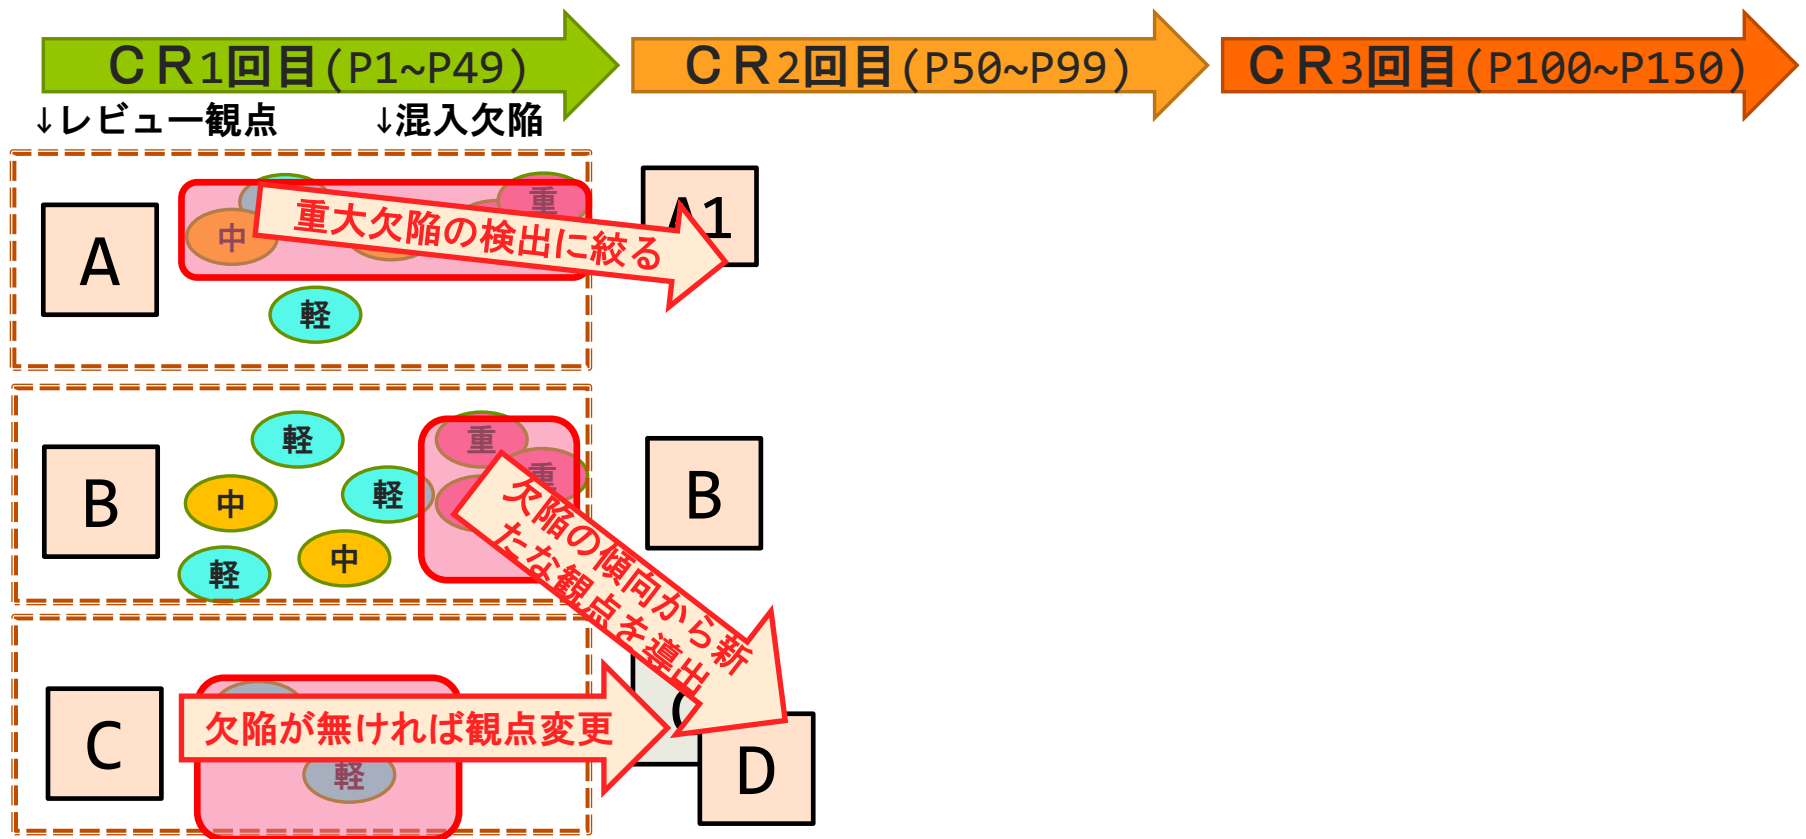 ＣＲ1回目(P1~P49)
ＣＲ2回目(P50~P99)
ＣＲ3回目(P100~P150)
↓レビュー観点
↓混入欠陥
A
中
重
軽
重大欠陥の検出に絞る
A1
B
軽
中
軽
軽
中
重
重
欠陥の傾向から新
たな観点を導出
B
C
軽
欠陥が無ければ観点変更
D